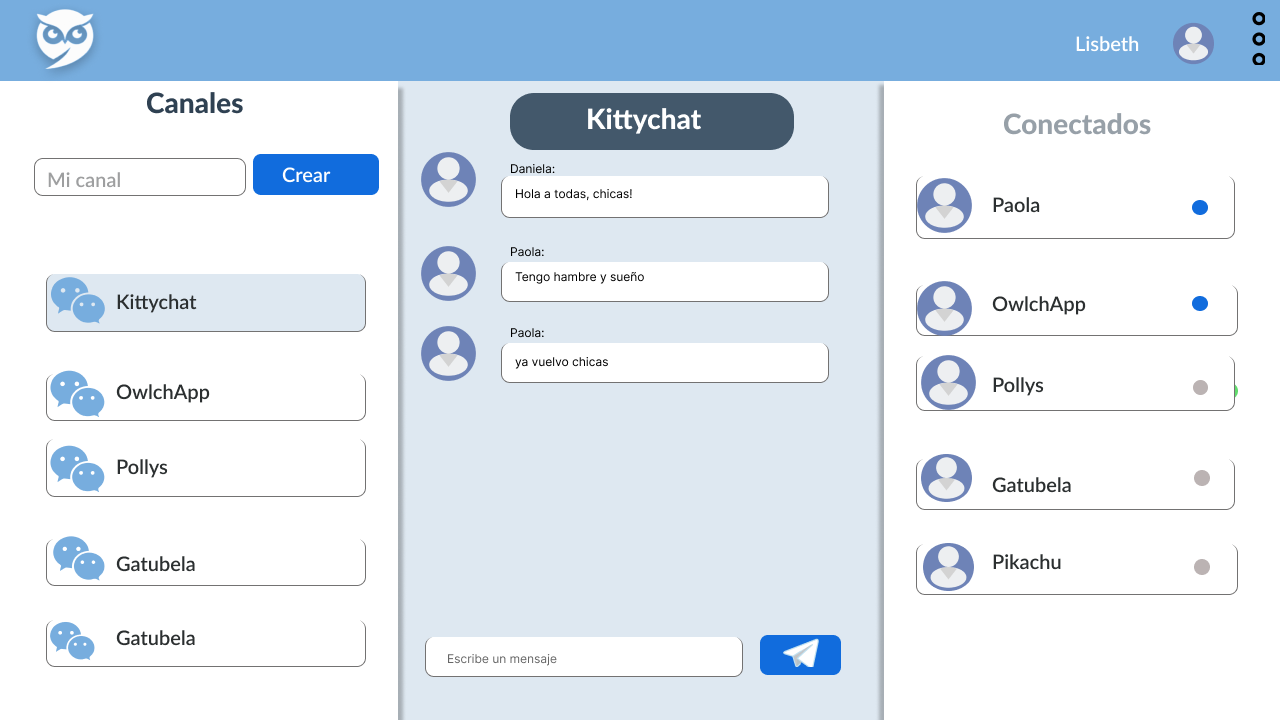 Lisbeth
Canales
Mi canal
Crear
Kittychat
OwlchApp
Pollys
Gatubela
Gatubela
Kittychat
Daniela:
Hola a todas, chicas!
Paola:
Tengo hambre y sueño
Paola:
ya vuelvo chicas
Escribe un mensaje
Conectados
Paola
OwlchApp
Pollys
Gatubela
Pikachu